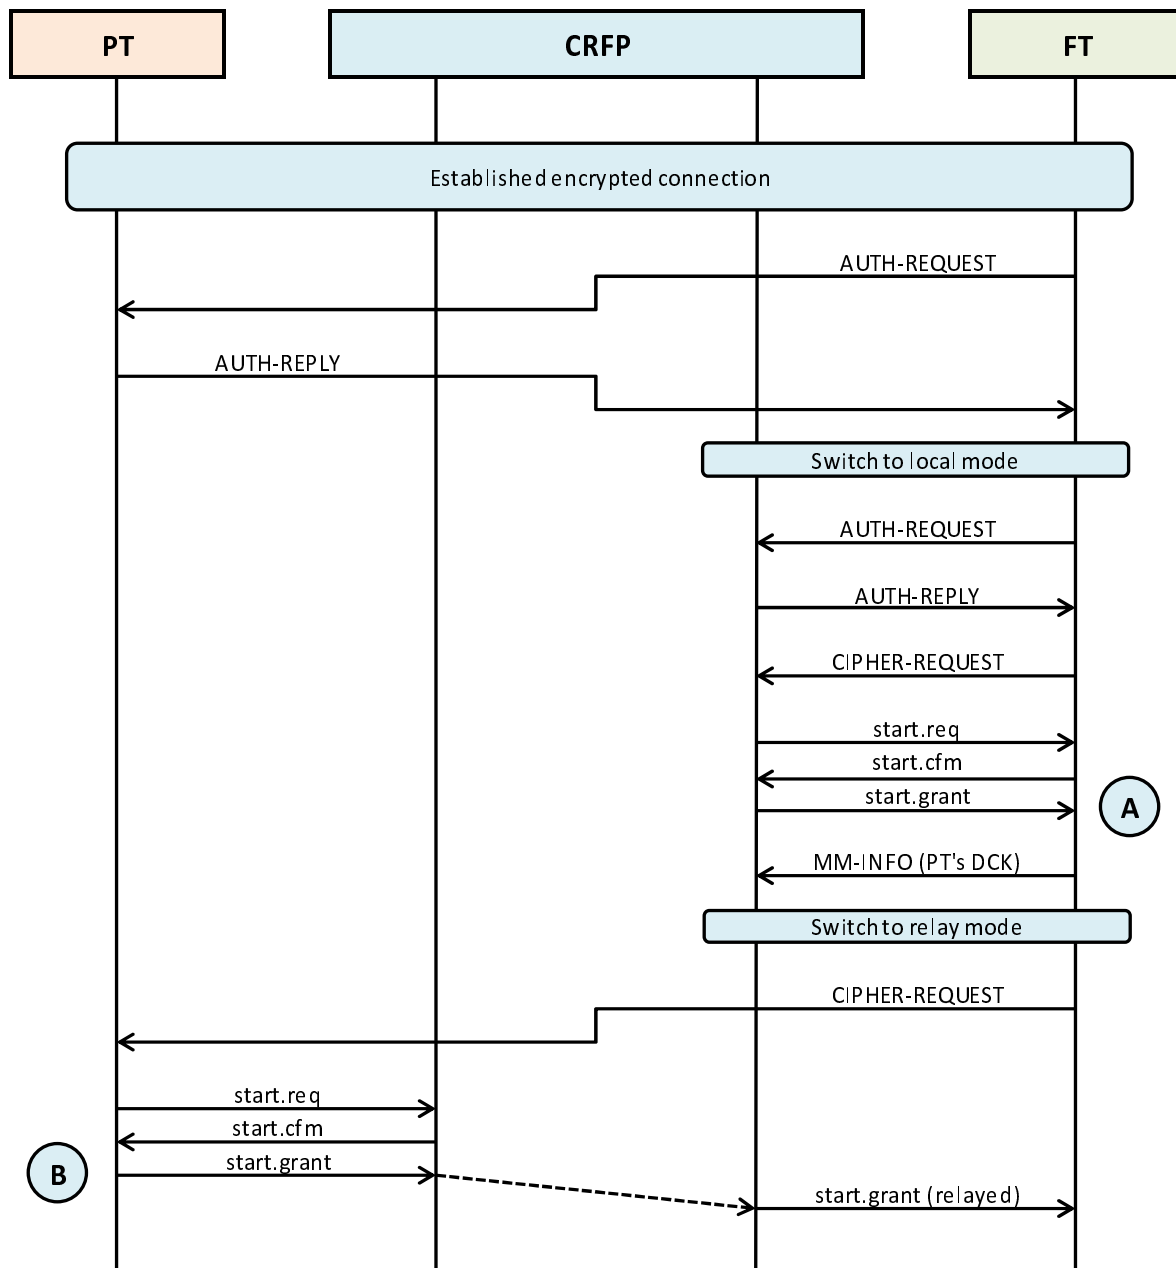 PT
CRFP
FT
Established encrypted connection
AUTH-REQUEST
AUTH-REPLY
Switch to local mode
AUTH-REQUEST
AUTH-REPLY
CIPHER-REQUEST
start.req
start.cfm
start.grant
A
MM-INFO (PT's DCK)
Switch to relay mode
CIPHER-REQUEST
start.req
start.cfm
start.grant
B
start.grant (relayed)